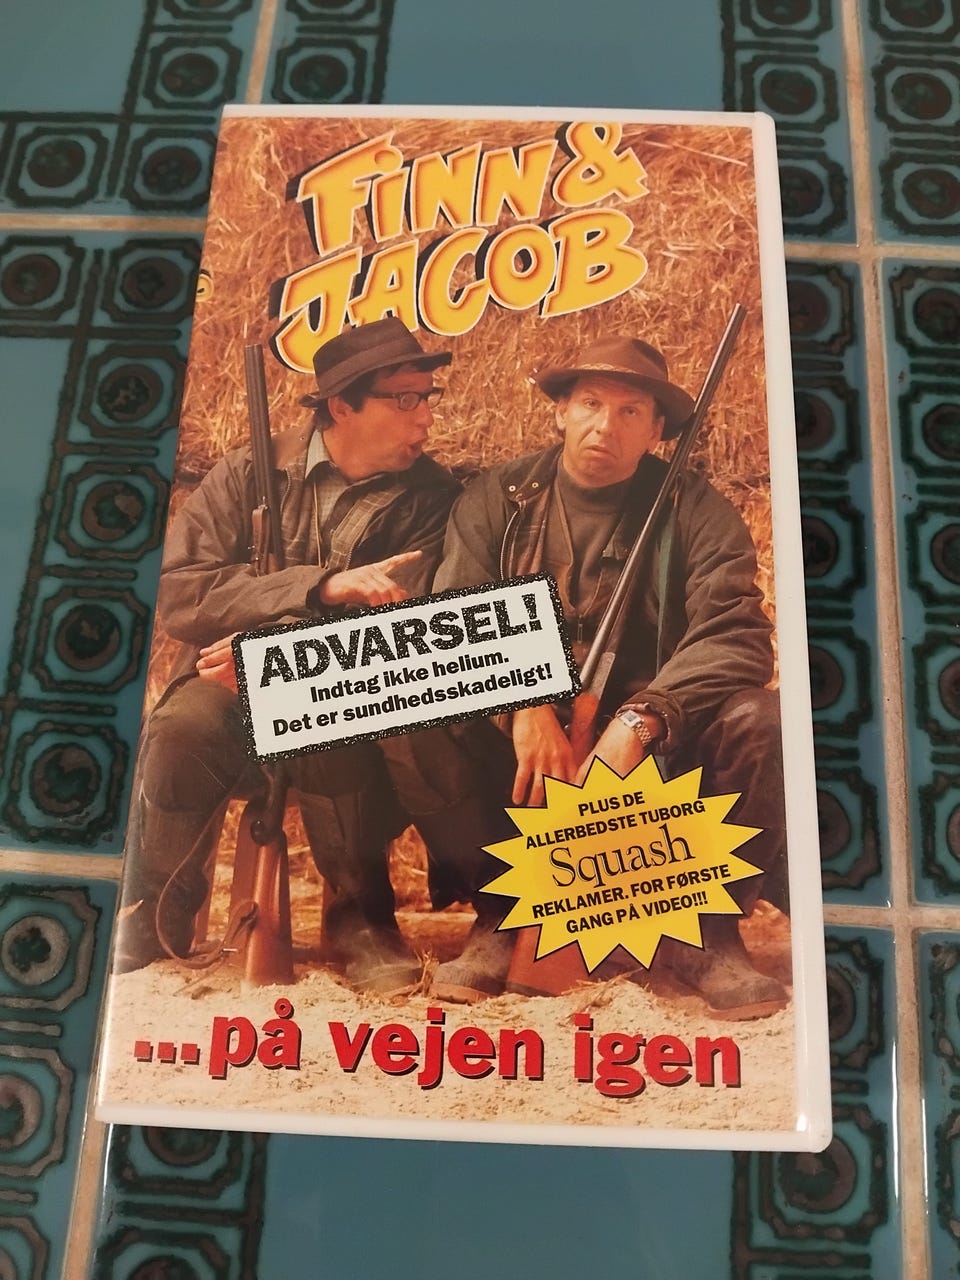 FINN &
JACOB
ADVARSEL!
Indtag ikke helium.
Det er sundhedsskadeligt!
PLUS DE
ALLERBEDSTE TUBORG
Squash
REKLAMER. FOR FØRSTE
GANG PÅ VIDEO!!!
...på vejen igen